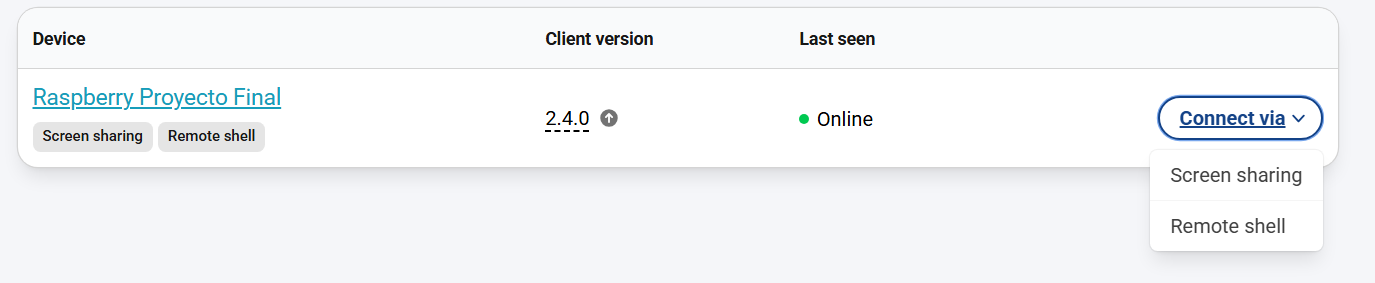 Device Client version Last seen
Raspberry Proyecto Final
Screen sharing Remote shell
2.4.0
Online
Connect via
Screen sharing
Remote shell